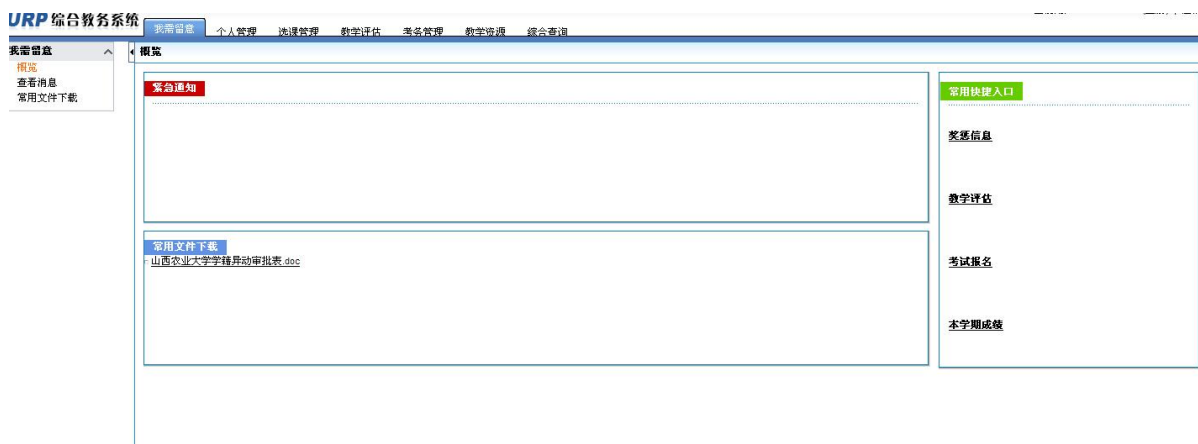 URP 综合教务系统
我需留意 个人管理 选课管理 教学评估 考务管理 教学资源 综合查询
我需留意
概览
查看消息
常用文件下载
概览
紧急通知
常用文件下载
山西农业大学学籍异动审批表.doc
常用快捷入口
奖惩信息
教学评估
考试报名
本学期成绩